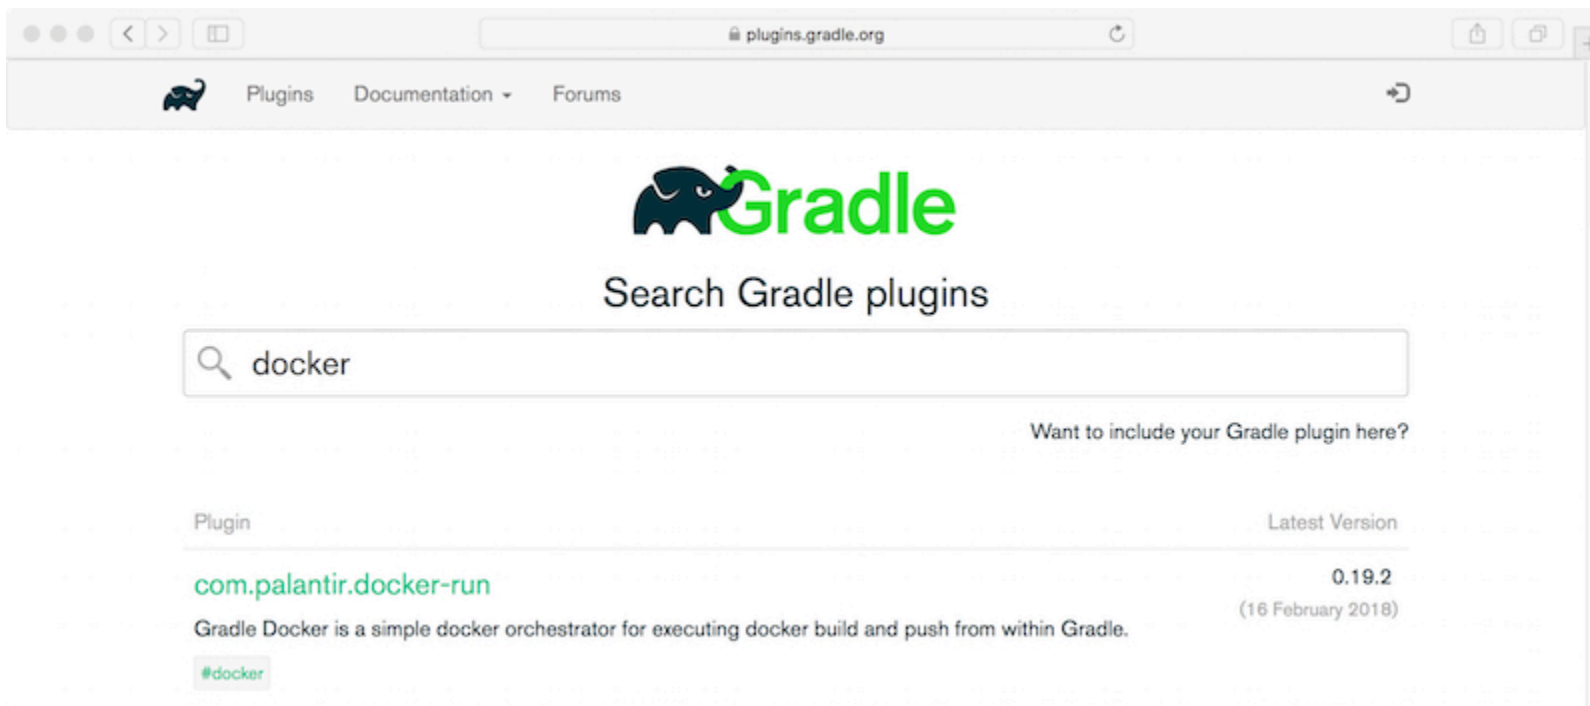 plugins.gradle.org
Plugins Documentation Forums
Gradle
Search Gradle plugins
docker
Want to include your Gradle plugin here?
Plugin Latest Version
com.palantir.docker-run 0.19.2
(16 February 2018)
Gradle Docker is a simple docker orchestrator for executing docker build and push from within Gradle.
#docker